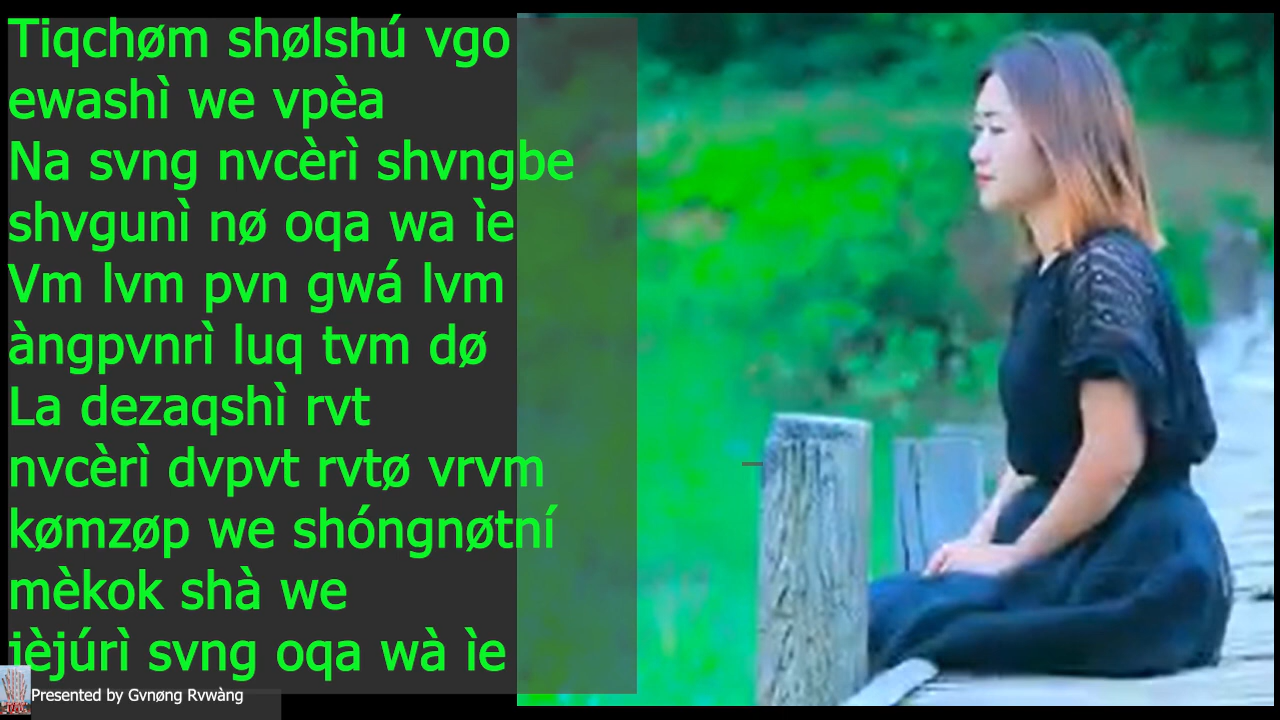 Tiqchøm shølshú vgo
ewashì we vpèa
Na svng nvcèrì shvngbe
shvgunì nø oqa wa ìe
Vm lvm pvn gwá lvm
àngpvnrì luq tvm dø
La dezaqshì rvt
nvcèrì dvpvt rvtø vrvm
kømzøp we shóngnøtní
mèkok shà we
jèjúrì svng oqa wà ìe
Presented by Gvnøng Rvwàng